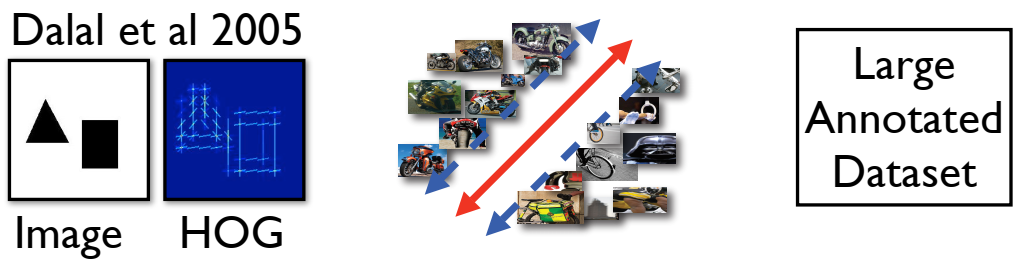 Dalal et al 2005
Image
HOG
Large
Annotated
Dataset